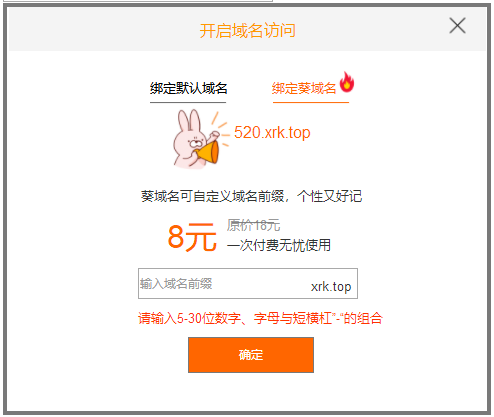 开启域名访问
绑定默认域名 绑定葵域名
520.xrk.top
葵域名可自定义域名前缀，个性又好记
8元 原价18元
一次付费无忧使用
输入域名前缀 xrk.top
请输入5-30位数字、字母与短横杠"-“的组合
确定